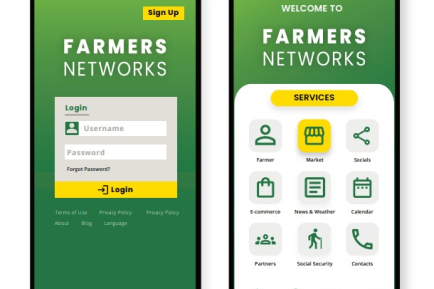 Sign Up
FARMERS
NETWORKS
Login
Username
Password
Forgot Password?
Login
Terms of Use Privacy Policy Privacy Policy
About Blog Language
WELCOME TO
FARMERS
NETWORKS
SERVICES
Farmer Market Socials
E-commerce News & Weather Calendar
Partners Social Security Contacts